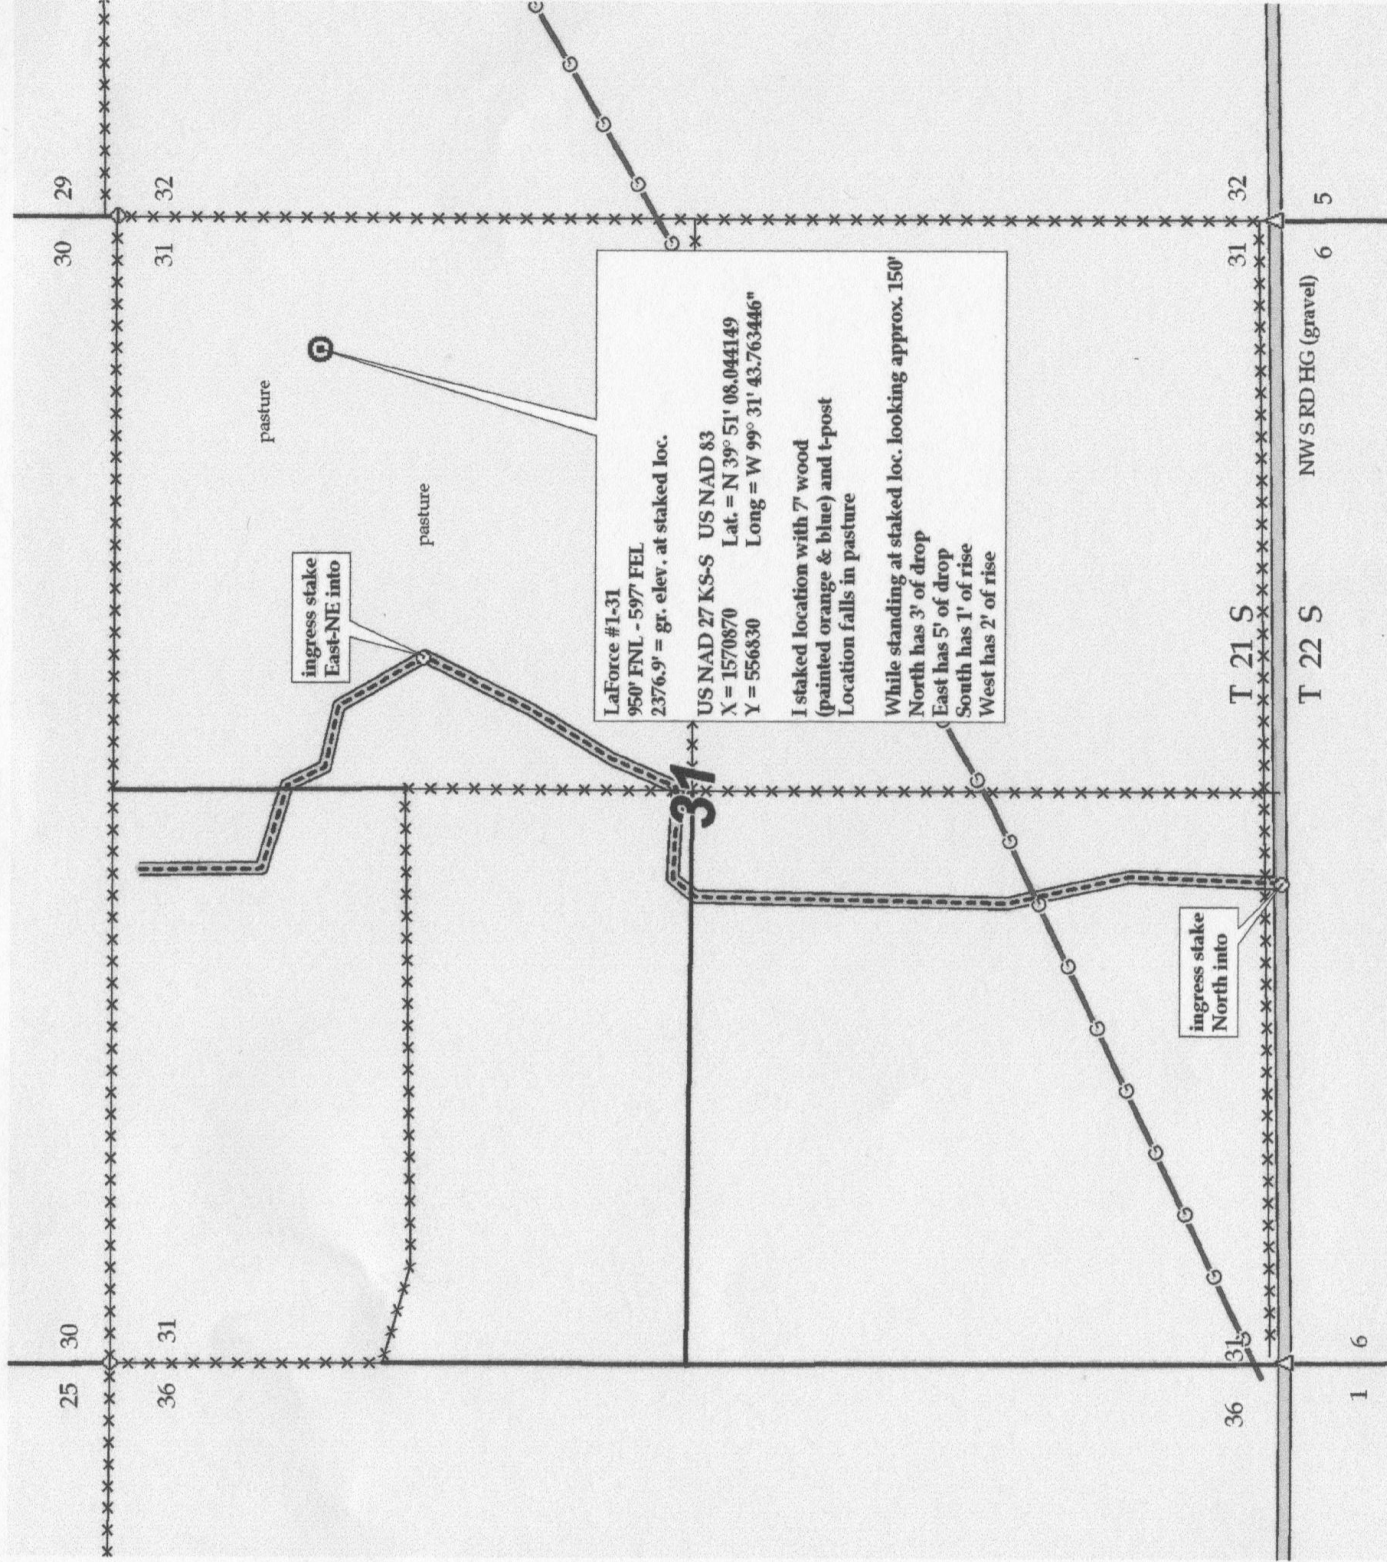 25 30 30 29
36 31 31 32
pasture
ingress stake
East-NE into
pasture
LaForce #1-31
950' FNL - 597' FEL
2376.9' = gr. elev. at staked loc.
US NAD 27 KS-S US NAD 83
X = 1570870 Lat. = N 39° 51' 08.044149
Y = 556830 Long = W 99° 31' 43.763446"
I staked location with 7' wood
(painted orange & blue) and t-post
Location falls in pasture
While standing at staked loc. looking approx. 150'
North has 3' of drop
East has 5' of drop
South has 1' of rise
West has 2' of rise
31
ingress stake
North into
36 31 T 21 S 31 32
T 22 S NW S RD HG (gravel)
1 6 6 5